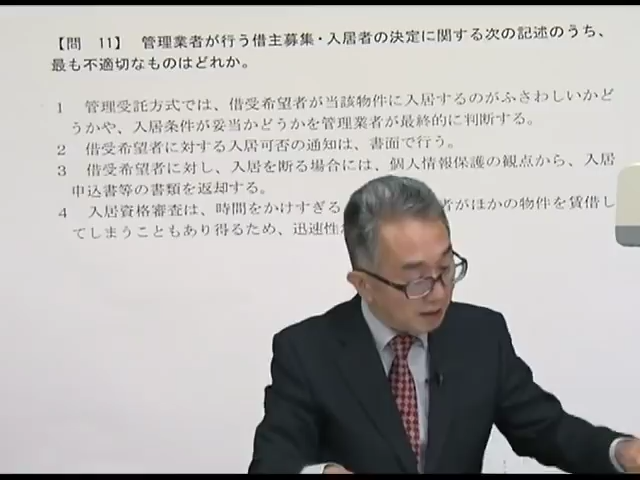 【問 11】 管理業者が行う借主募集・入居者の決定に関する次の記述のうち、
最も不適切なものはどれか。
1 管理受託方式では、借受希望者が当該物件に入居するのがふさわしいかど
うかや、入居条件が妥当かどうかを管理業者が最終的に判断する。
2 借受希望者に対する入居可否の通知は、書面で行う。
3 借受希望者に対し、入居を断る場合には、個人情報保護の観点から、入居
申込書等の書類を返却する。
4 入居資格審査は、時間をかけすぎる 者がほかの物件を賃借し
てしまうこともあり得るため、迅速性